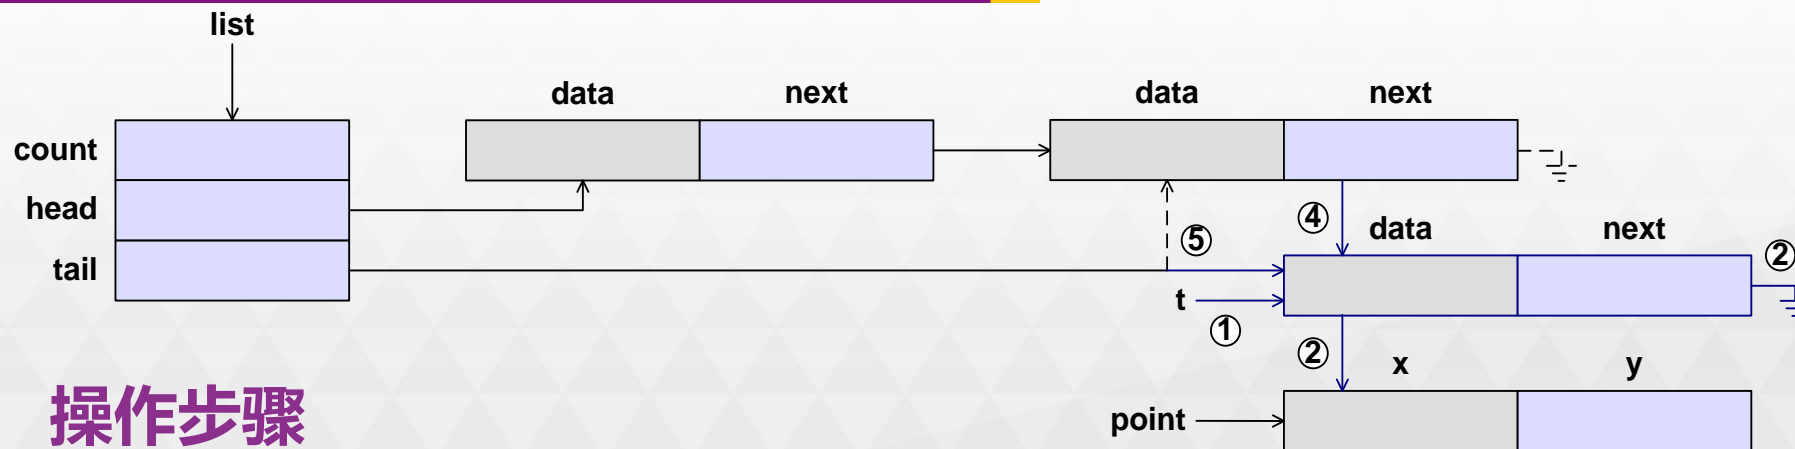 list
data next data next
count
head
④
data next
⑤
②
tail
t
①
②
x y
point
操作步骤